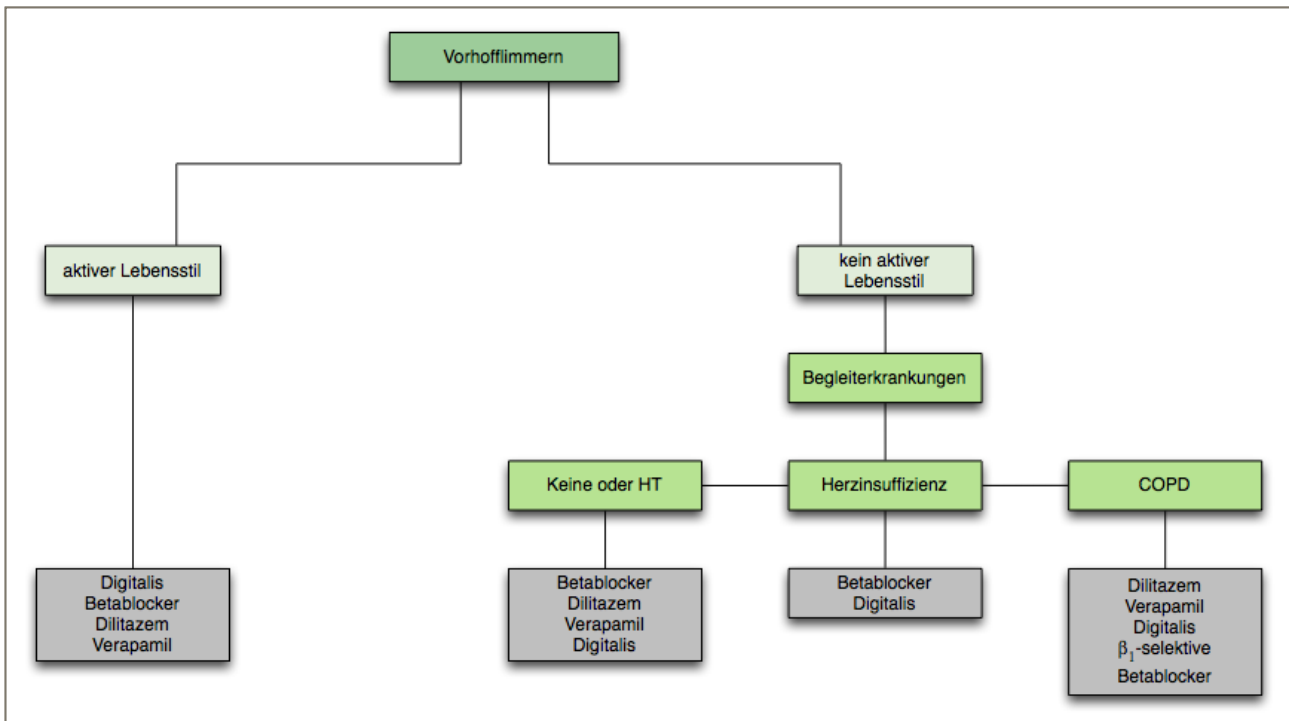 Vorhofflimmern
aktiver Lebensstil
kein aktiver
Lebensstil
Begleiterkrankungen
Keine oder HT
Herzinsuffizienz
COPD
Digitalis
Betablocker
Dilitazem
Verapamil
Betablocker
Dilitazem
Verapamil
Digitalis
Betablocker
Digitalis
Dilitazem
Verapamil
Digitalis
β₁-selektive
Betablocker